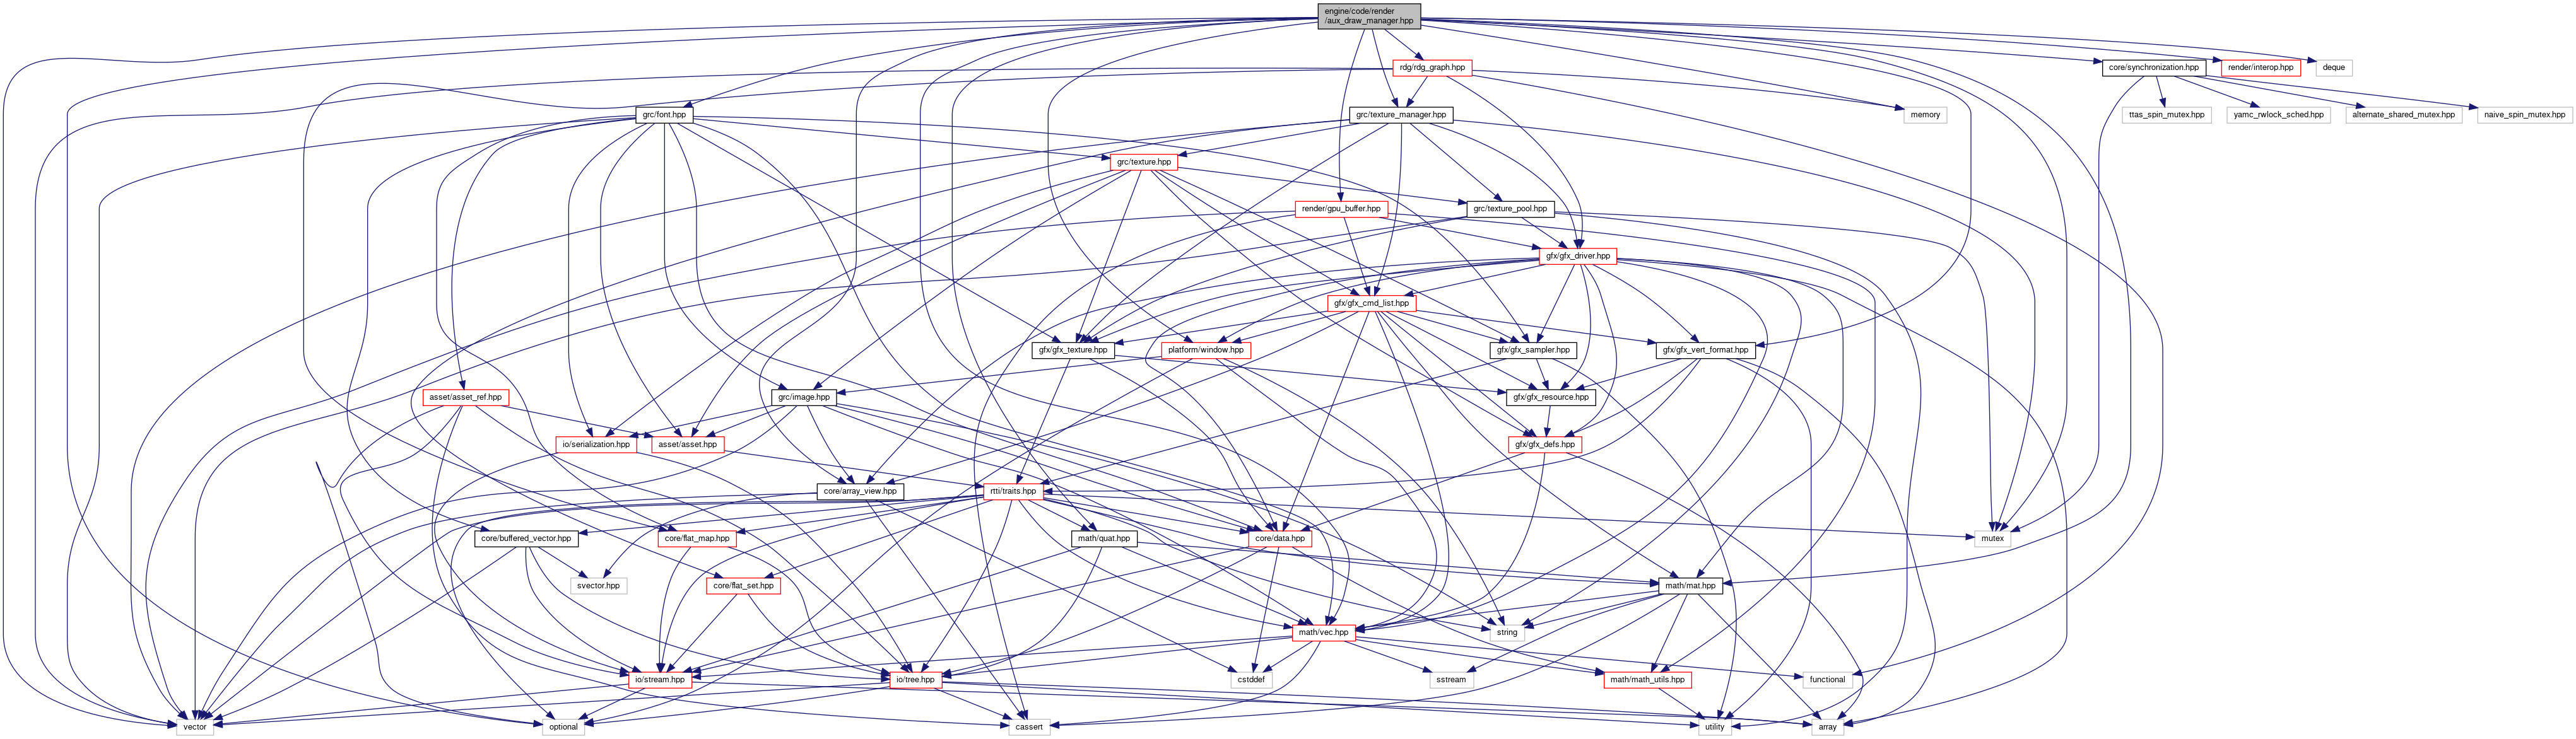 engine/code/render
/aux_draw_manager.hpp
rdg/rdg_graph.hpp
core/synchronization.hpp
render/interop.hpp
deque
grc/font.hpp
grc/texture_manager.hpp
memory
ttas_spin_mutex.hpp
yamc_rwlock_sched.hpp
alternate_shared_mutex.hpp
naive_spin_mutex.hpp
grc/texture.hpp
render/gpu_buffer.hpp
grc/texture_pool.hpp
gfx/gfx_driver.hpp
gfx/gfx_cmd_list.hpp
gfx/gfx_texture.hpp
platform/window.hpp
gfx/gfx_sampler.hpp
gfx/gfx_vert_format.hpp
asset/asset_ref.hpp
grc/image.hpp
gfx/gfx_resource.hpp
io/serialization.hpp
asset/asset.hpp
gfx/gfx_defs.hpp
core/array_view.hpp
rtti/traits.hpp
core/buffered_vector.hpp
core/flat_map.hpp
math/quat.hpp
core/data.hpp
mutex
svector.hpp
core/flat_set.hpp
math/mat.hpp
math/vec.hpp
string
io/stream.hpp
io/tree.hpp
cstddef
sstream
math/math_utils.hpp
functional
vector
optional
cassert
utility
array